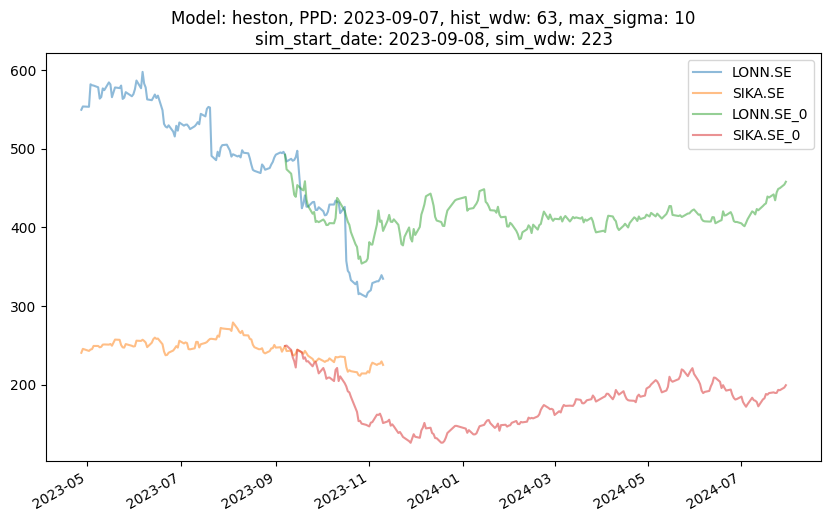 Model: heston, PPD: 2023-09-07, hist_wdw: 63, max_sigma: 10
sim_start_date: 2023-09-08, sim_wdw: 223
LONN.SE
SIKA.SE
LONN.SE_0
SIKA.SE_0
600
500
400
300
200
2023-05
2023-07
2023-09
2023-11
2024-01
2024-03
2024-05
2024-07